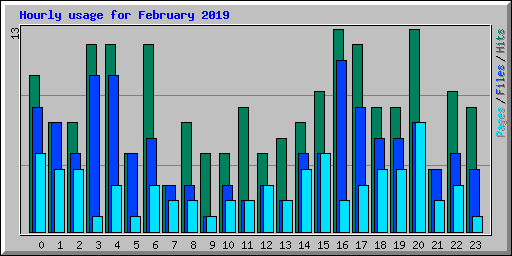 Hourly usage for February 2019
13
Pages/Files/Hits
0 1 2 3 4 5 6 7 8 9 10 11 12 13 14 15 16 17 18 19 20 21 22 23